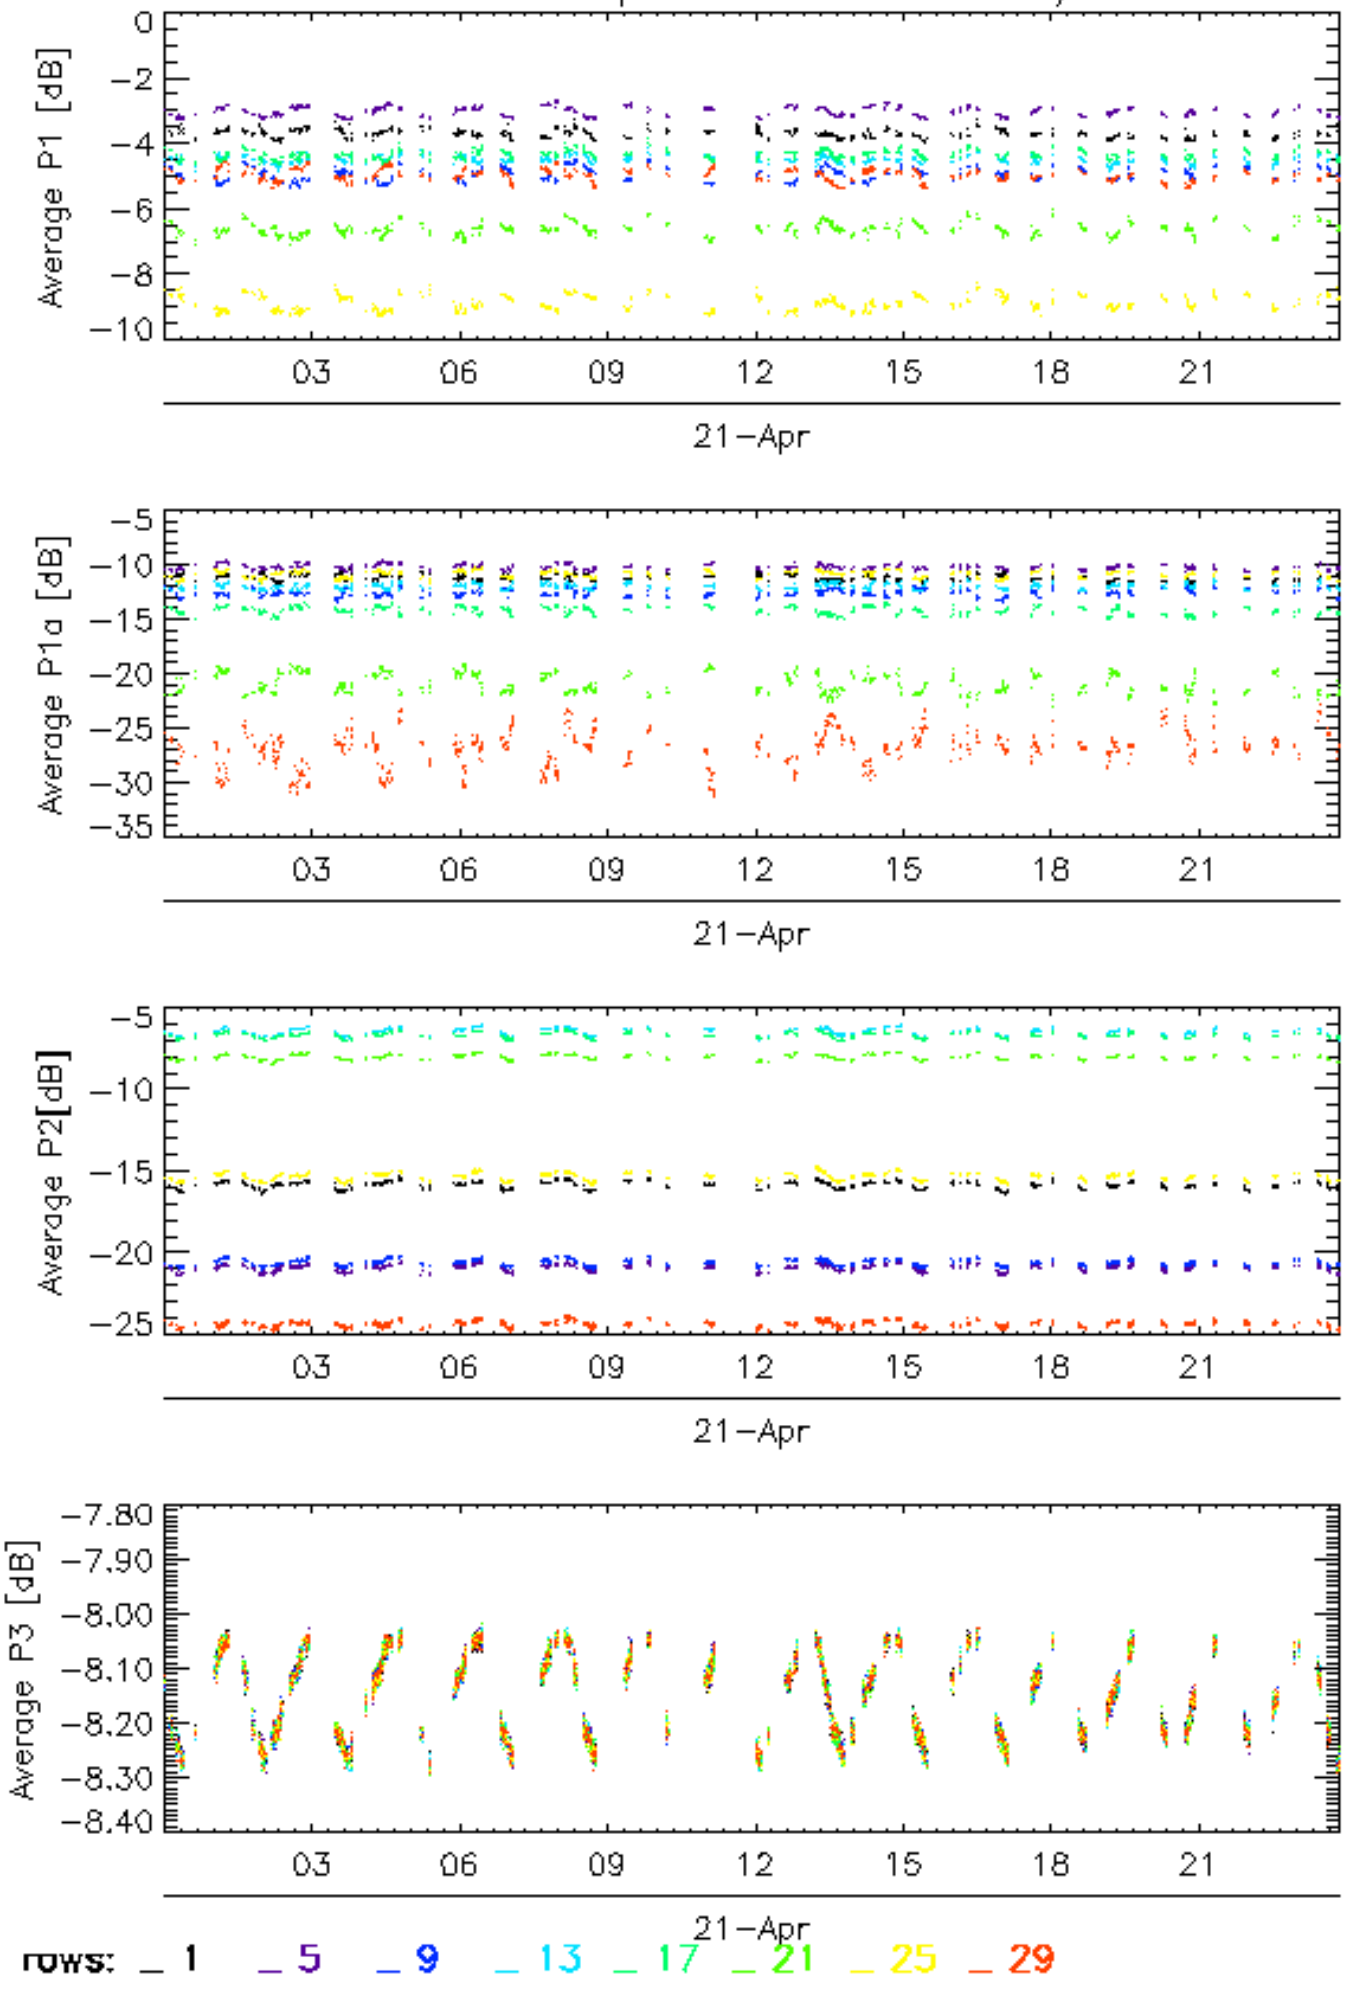 0
−2
−4
−6
−8
−10
Average P1 [dB]
03 06 09 12 15 18 21
21−Apr
−5
−10
−15
−20
−25
−30
−35
Average P1a [dB]
03 06 09 12 15 18 21
21−Apr
−5
−10
−15
−20
−25
Average P2[dB]
03 06 09 12 15 18 21
21−Apr
−7.80
−7.90
−8.00
−8.10
−8.20
−8.30
−8.40
Average P3 [dB]
03 06 09 12 15 18 21
21−Apr
rows: _ 1 _ 5 _ 9 _ 13 _ 17 _ 21 _ 25 _ 29